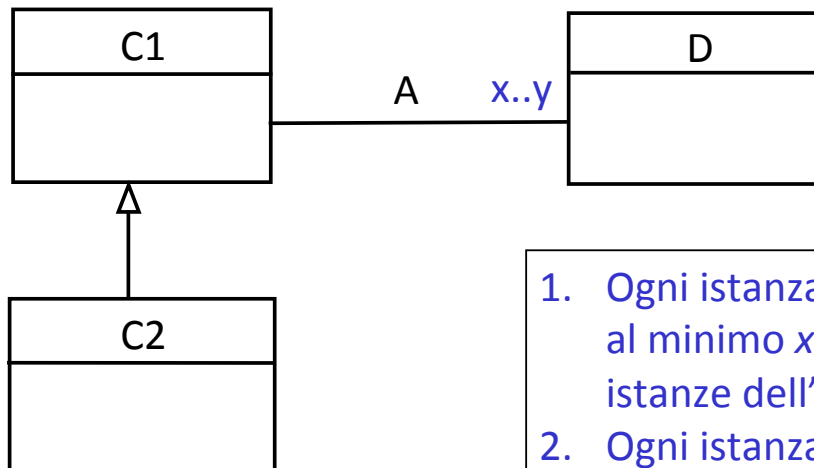 C1
D
A
x..y
C2
1. Ogni istanza
al minimo x
istanze dell'
2. Ogni istanza